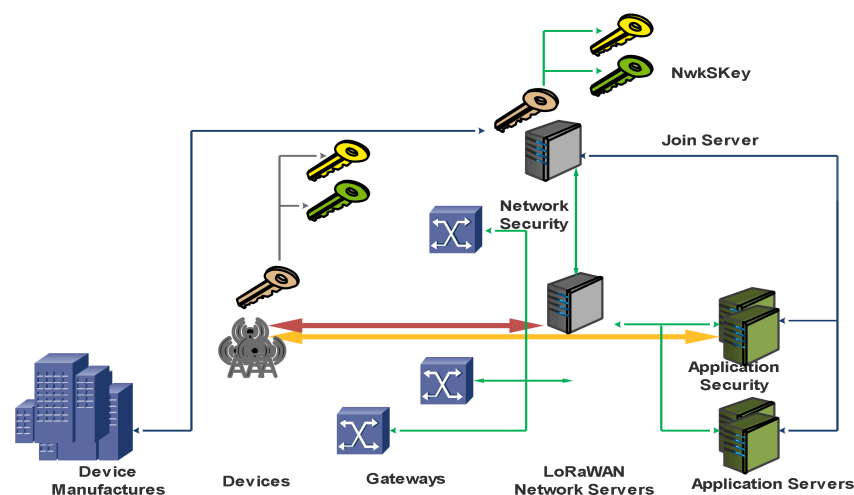 NwkSKey
Join Server
Network
Security
Application
Security
Device
Manufactures
Devices
Gateways
LoRaWAN
Network Servers
Application Servers